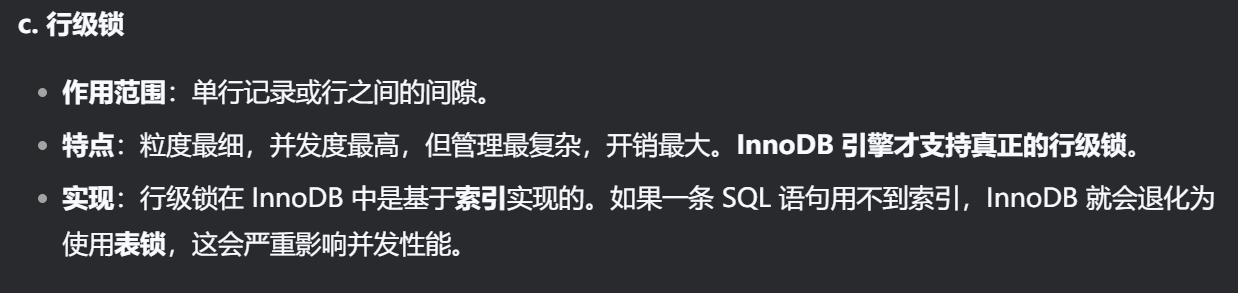 c. 行级锁
作用范围：单行记录或行之间的间隙。
特点：粒度最细，并发度最高，但管理最复杂，开销最大。InnoDB 引擎才支持真正的行级锁。
实现：行级锁在 InnoDB 中是基于索引实现的。如果一条 SQL 语句用不到索引，InnoDB 就会退化为
使用表锁，这会严重影响并发性能。